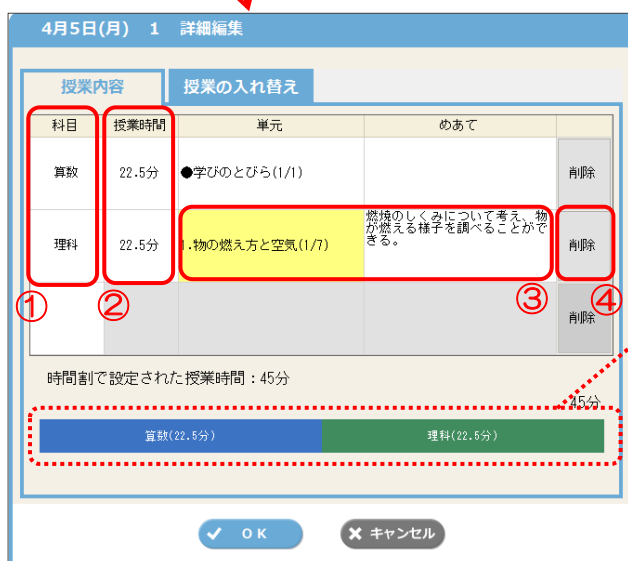 4月5日(月) 1 詳細編集
授業内容 授業の入れ替え
科目 授業時間 単元 めあて
算数 22.5分 ●学びのとびら(1/1) 削除
理科 22.5分 1.物の燃え方と空気(1/7) 燃焼のしくみについて考え、物
が燃える様子を調べることがで
きる。
削除
① ② ③ ④
削除
時間割で設定された授業時間：45分
45分
算数(22.5分) 理科(22.5分)
OK キャンセル